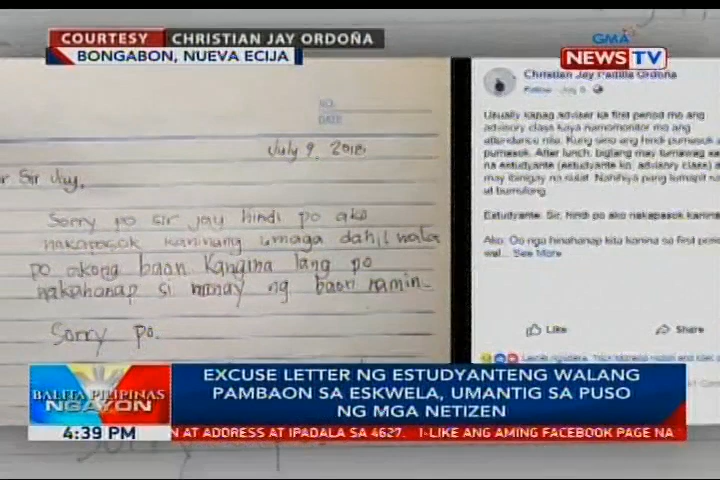 COURTESY CHRISTIAN JAY ORDOÑA
BONGABON, NUEVA ECIJA
GMA
NEWS TV
NO.
DATE
July 9, 2018
Sir Jay,
Sorry po sir jay hindi po ako
nakapasok kaninang umaga dahil wala
po akong baon Kangina lang po
nakahanap si nanay ng baon namin
Sorry po.
Christian Jay Padilla Ordoña
Follow · July 9
Usually kapag adviser ka first period mo ang
advisory class kaya namomonitor mo ang
attendance nila. Kung sino ang hindi pumasok
pumasok. After lunch, biglang may tumawag sa
na estudyante (estudyante ko, advisory class) a
may ibinigay na sulat. Nahihiya pang lumapit sa
at bumulong.
Estudyante: Sir, hindi po ako nakapasok kanina
Ako: Oo nga hinahanap kita kanina sa first
wal... See More
Like Share
BALITA PILIPINAS
NGAYON
EXCUSE LETTER NG ESTUDYANTENG WALANG
PAMBAON SA ESKWELA, UMANTIG SA PUSO
NG MGA NETIZEN
4:39 PM N AT ADDRESS AT IPADALA SA 4627. I-LIKE ANG AMING FACEBOOK PAGE NA